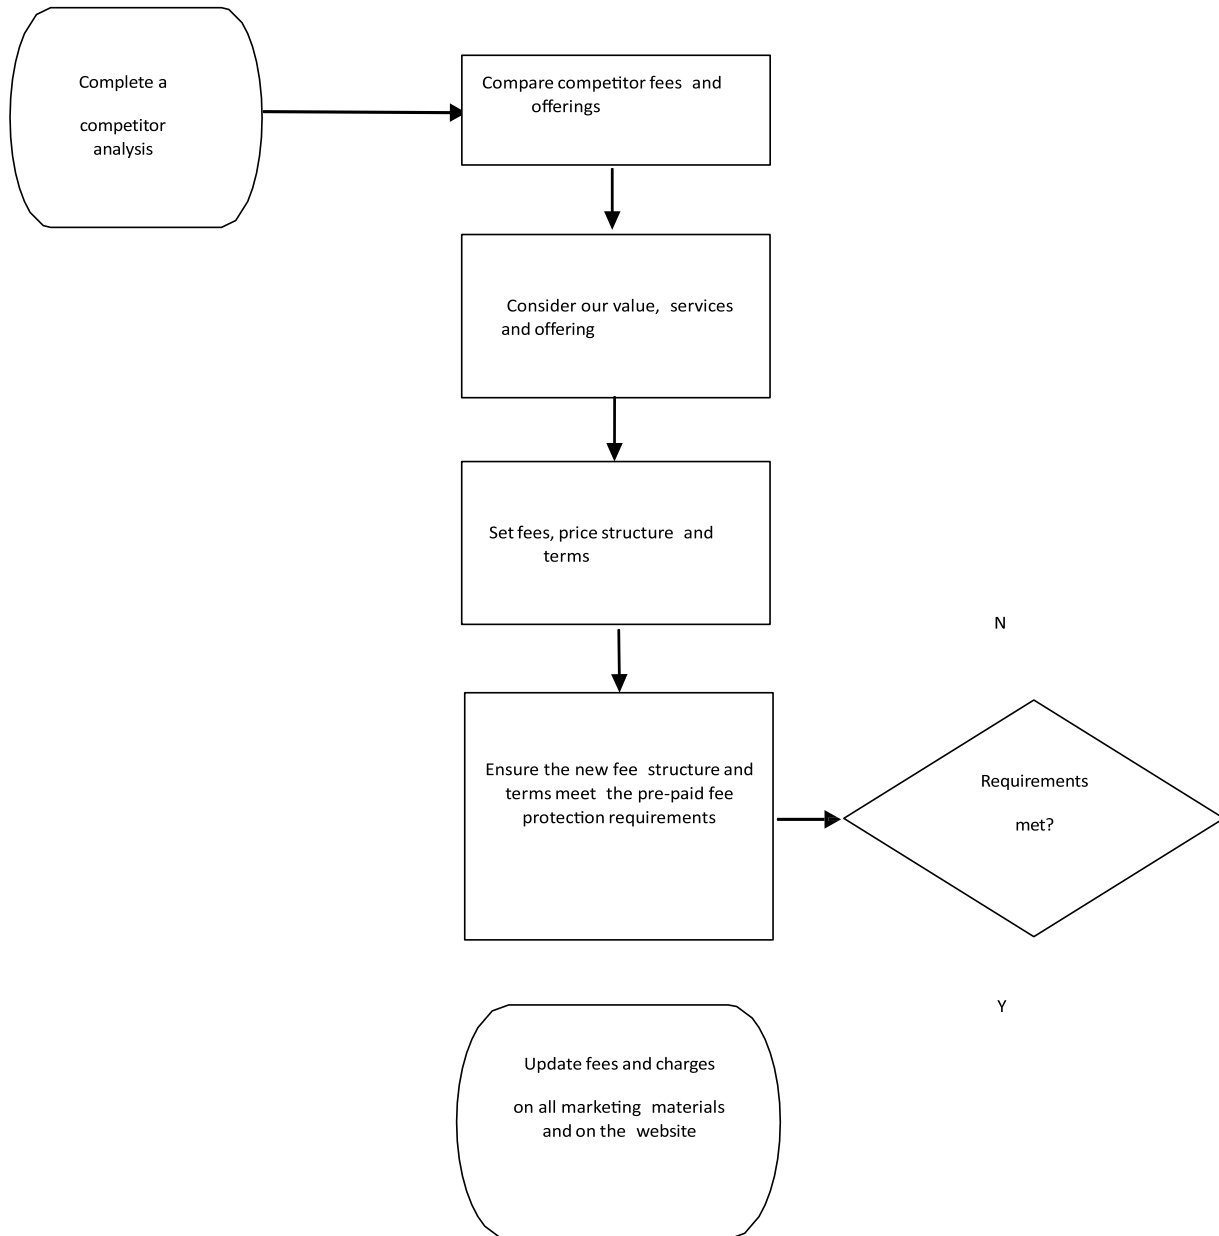 Complete a
competitor
analysis
Compare competitor fees and
offerings
Consider our value, services
and offering
Set fees, price structure and
terms
N
Ensure the new fee structure and
terms meet the pre-paid fee
protection requirements
Requirements
met?
Y
Update fees and charges
on all marketing materials
and on the website